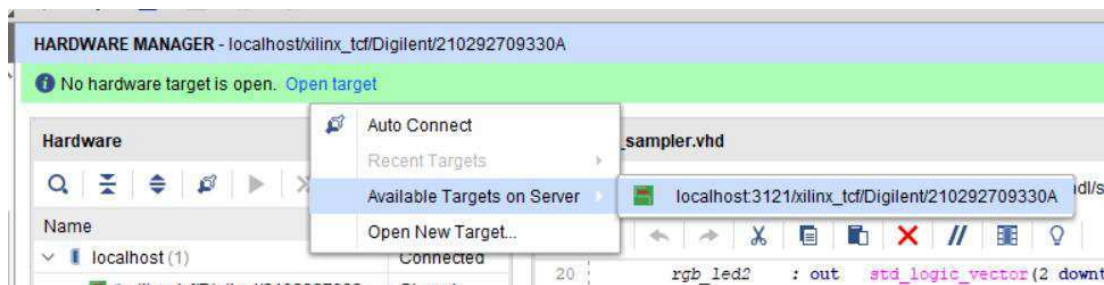 HARDWARE MANAGER - localhost/xilinx_tcf/Digilent/210292709330A
No hardware target is open. Open target
Hardware
Auto Connect
_sampler.vhd
Recent Targets
Available Targets on Server
localhost:3121/xilinx_tcf/Digilent/210292709330A
dl/s
Name
Open New Target...
localhost (1)
Connected
20 rgb_led2 : out std_logic_vector(2 downt